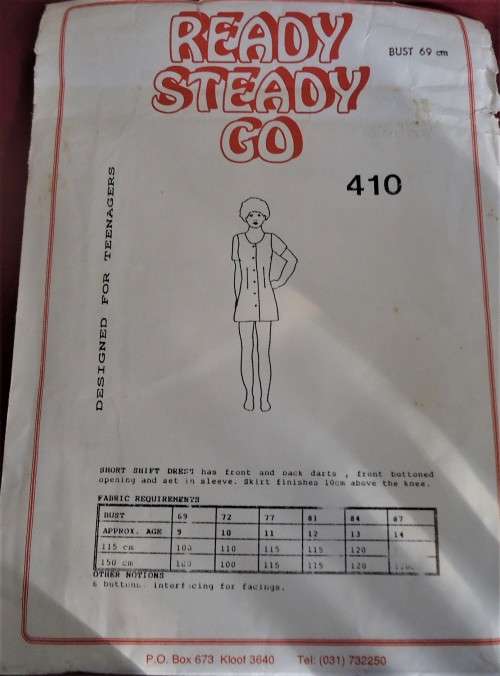 READY
STEADY
GO
BUST 69 cm
410
DESIGNED FOR TEENAGERS
SHORT SHIFT DREST has front and back darts , front buttoned
opening and set in sleeve. Skirt finishes 10cm above the knee.
FABRIC REQUIREMENTS
BUST 69 72 77 81 84 87
APPROX. AGE 9 10 11 12 13 14
115 cm 100 110 115 115 120
150 cm 100 115 115 120
OTHER NOTIONS
6 buttons interfacing for facings.
P.O. Box 673 Kloof 3640 Tel: (031) 732250